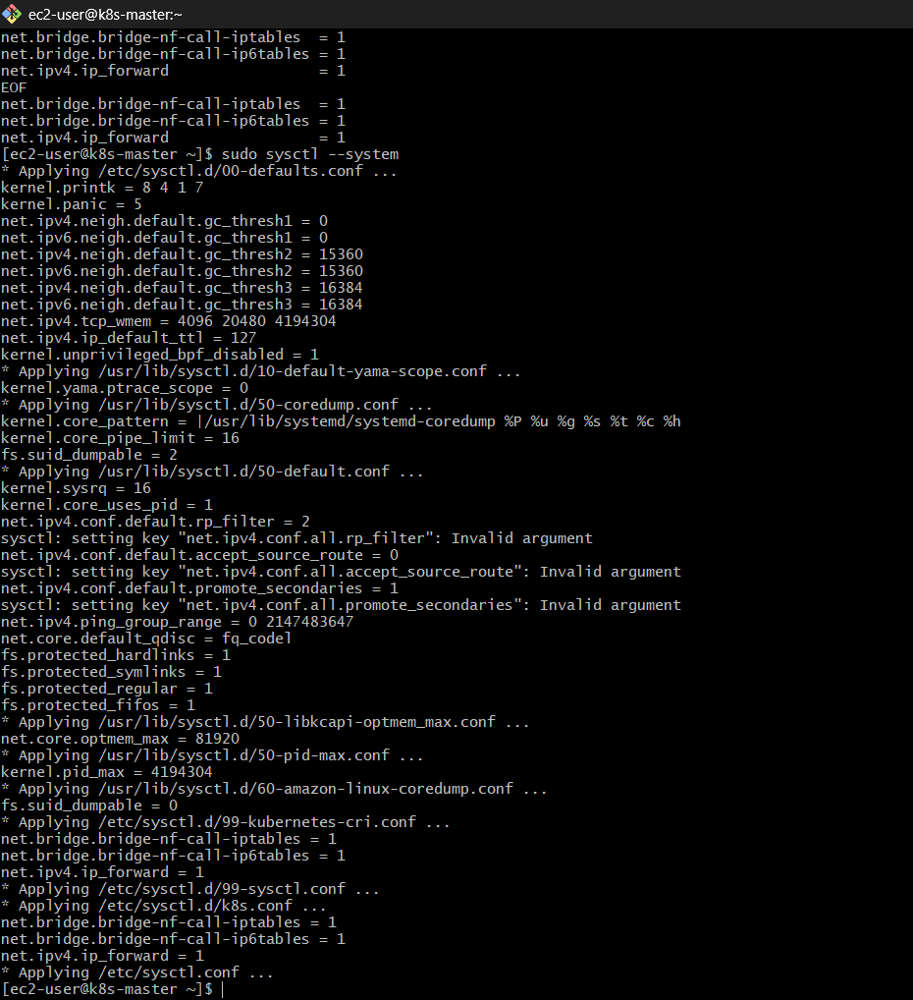 ec2-user@k8s-master:~
net.bridge.bridge-nf-call-iptables  = 1
net.bridge.bridge-nf-call-ip6tables = 1
net.ipv4.ip_forward                 = 1
EOF
net.bridge.bridge-nf-call-iptables  = 1
net.bridge.bridge-nf-call-ip6tables = 1
net.ipv4.ip_forward                 = 1
[ec2-user@k8s-master ~]$ sudo sysctl --system
* Applying /etc/sysctl.d/00-defaults.conf ...
kernel.printk = 8 4 1 7
kernel.panic = 5
net.ipv4.neigh.default.gc_thresh1 = 0
net.ipv6.neigh.default.gc_thresh1 = 0
net.ipv4.neigh.default.gc_thresh2 = 15360
net.ipv6.neigh.default.gc_thresh2 = 15360
net.ipv4.neigh.default.gc_thresh3 = 16384
net.ipv6.neigh.default.gc_thresh3 = 16384
net.ipv4.tcp_wmem = 4096 20480 4194304
net.ipv4.ip_default_ttl = 127
kernel.unprivileged_bpf_disabled = 1
* Applying /usr/lib/sysctl.d/10-default-yama-scope.conf ...
kernel.yama.ptrace_scope = 0
* Applying /usr/lib/sysctl.d/50-coredump.conf ...
kernel.core_pattern = |/usr/lib/systemd/systemd-coredump %P %u %g %s %t %c %h
kernel.core_pipe_limit = 16
fs.suid_dumpable = 2
* Applying /usr/lib/sysctl.d/50-default.conf ...
kernel.sysrq = 16
kernel.core_uses_pid = 1
net.ipv4.conf.default.rp_filter = 2
sysctl: setting key "net.ipv4.conf.all.rp_filter": Invalid argument
net.ipv4.conf.default.accept_source_route = 0
sysctl: setting key "net.ipv4.conf.all.accept_source_route": Invalid argument
net.ipv4.conf.default.promote_secondaries = 1
sysctl: setting key "net.ipv4.conf.all.promote_secondaries": Invalid argument
net.ipv4.ping_group_range = 0 2147483647
net.core.default_qdisc = fq_codel
fs.protected_hardlinks = 1
fs.protected_symlinks = 1
fs.protected_regular = 1
fs.protected_fifos = 1
* Applying /usr/lib/sysctl.d/50-libkcapi-optmem_max.conf ...
net.core.optmem_max = 81920
* Applying /usr/lib/sysctl.d/50-pid-max.conf ...
kernel.pid_max = 4194304
* Applying /usr/lib/sysctl.d/60-amazon-linux-coredump.conf ...
fs.suid_dumpable = 0
* Applying /etc/sysctl.d/99-kubernetes-cri.conf ...
net.bridge.bridge-nf-call-iptables = 1
net.bridge.bridge-nf-call-ip6tables = 1
net.ipv4.ip_forward = 1
* Applying /etc/sysctl.d/99-sysctl.conf ...
* Applying /etc/sysctl.d/k8s.conf ...
net.bridge.bridge-nf-call-iptables = 1
net.bridge.bridge-nf-call-ip6tables = 1
net.ipv4.ip_forward = 1
* Applying /etc/sysctl.conf ...
[ec2-user@k8s-master ~]$